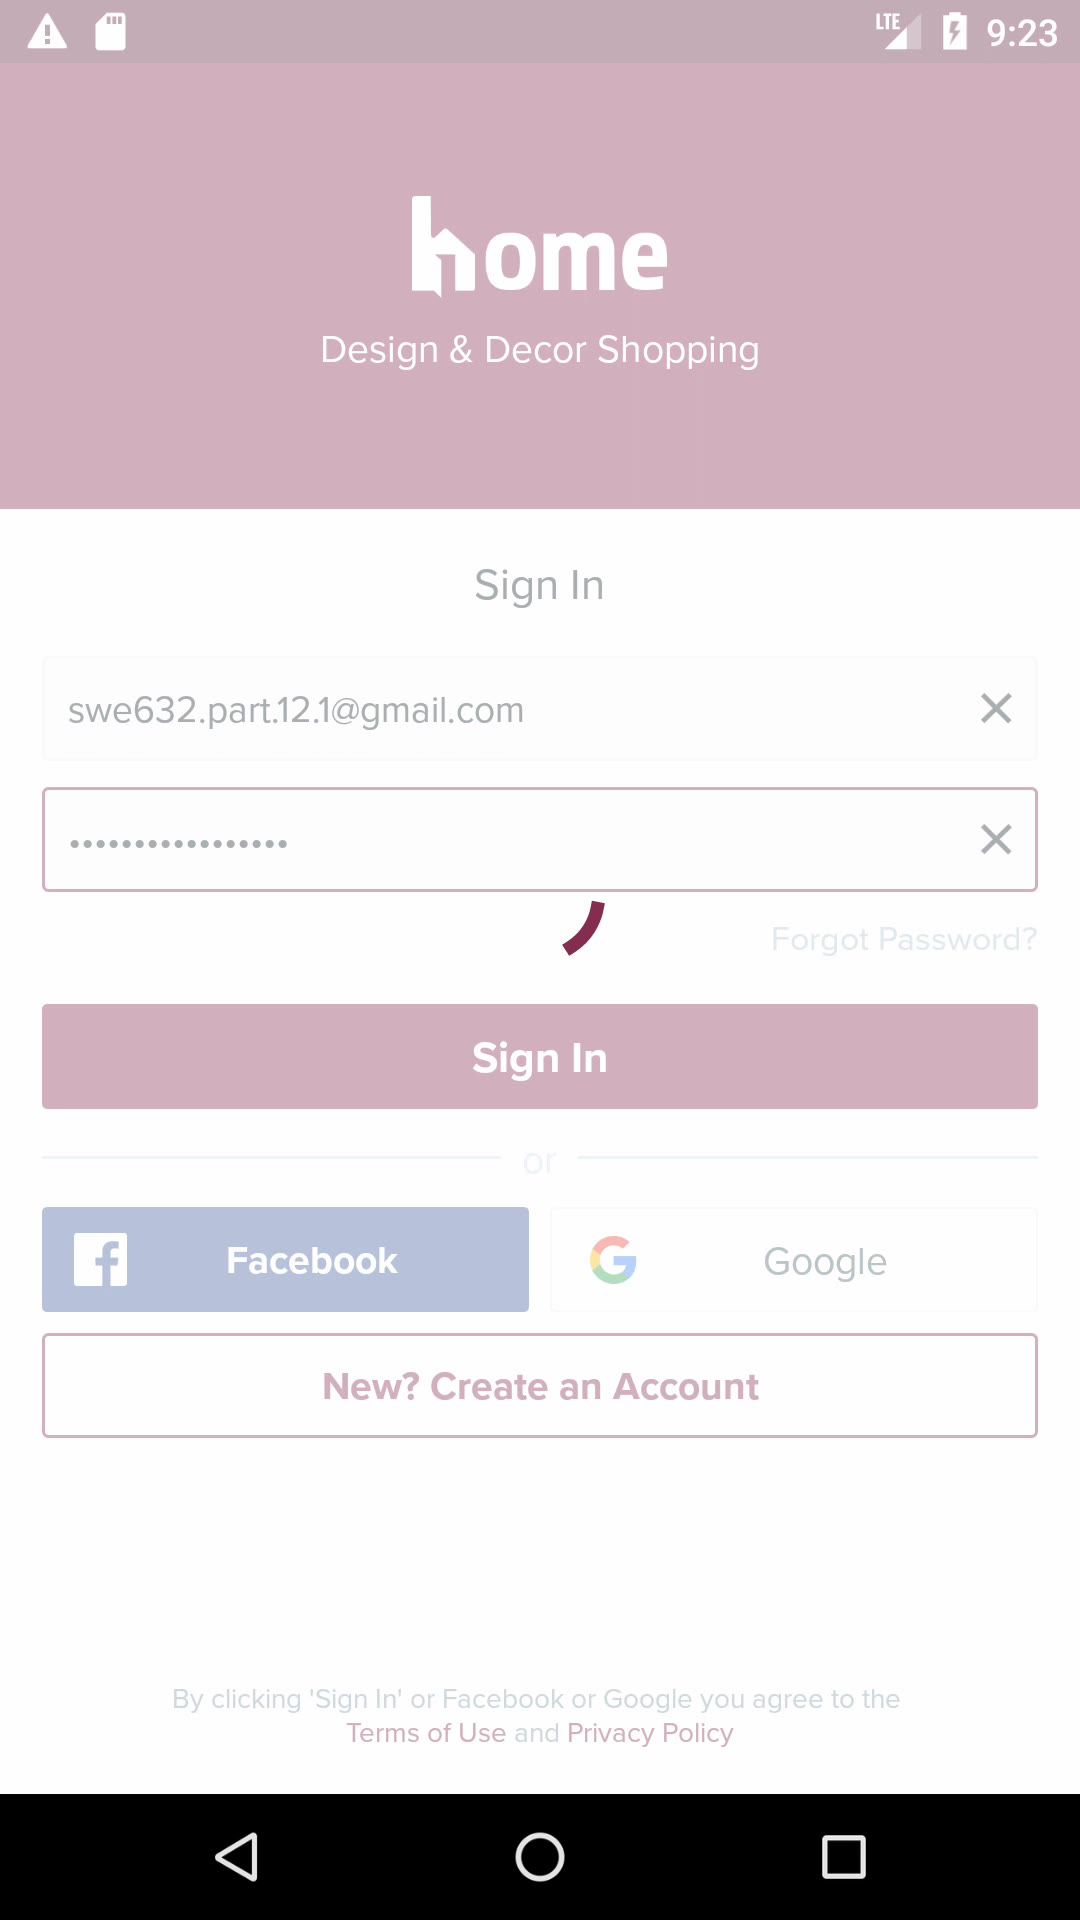 LTE 9:23
home
Design & Decor Shopping
Sign In
swe632.part.12.1@gmail.com
•••••••••••••••••
Forgot Password?
Sign In
or
Facebook
Google
New? Create an Account
By clicking 'Sign In' or Facebook or Google you agree to the
Terms of Use and Privacy Policy